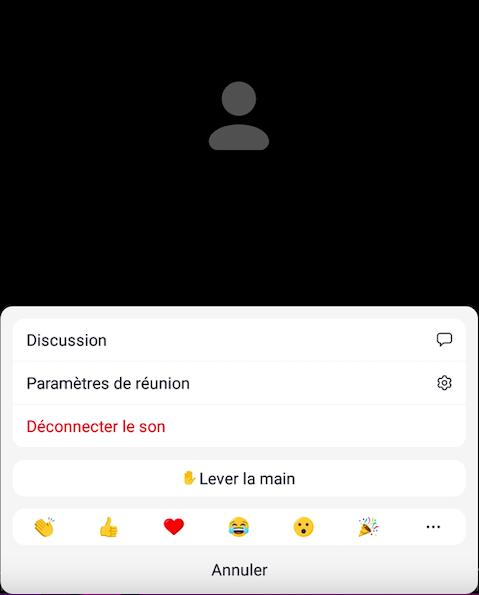 Discussion
Paramètres de réunion
Déconnecter le son
✋Lever la main
Annuler